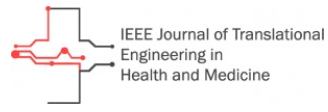 IEEE Journal of Translational
Engineering in
Health and Medicine